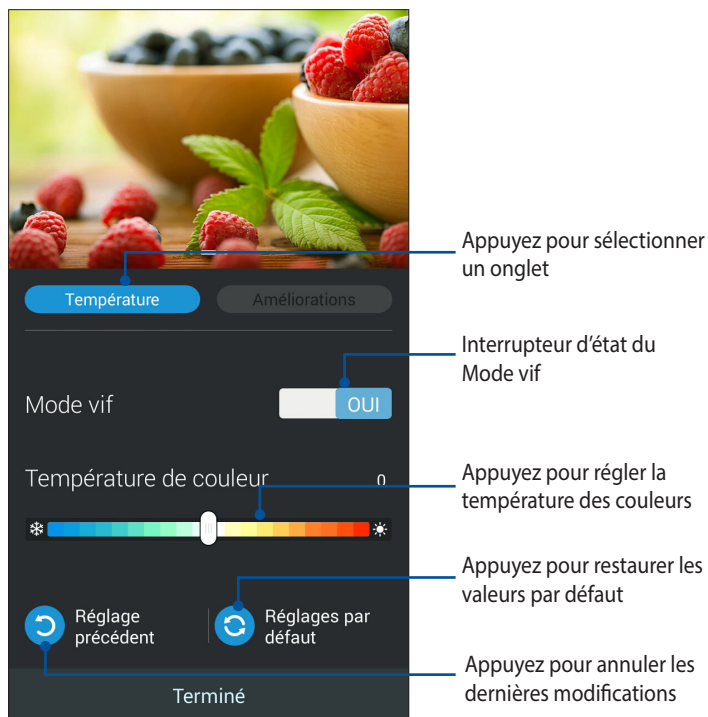 Appuyez pour sélectionner
un onglet
Température
Améliorations
Interrupteur d'état du
Mode vif
Mode vif
OUI
Température de couleur
0
Appuyez pour régler la
température des couleurs
Appuyez pour restaurer les
valeurs par défaut
Réglage
précédent
Réglages par
défaut
Appuyez pour annuler les
dernières modifications
Terminé